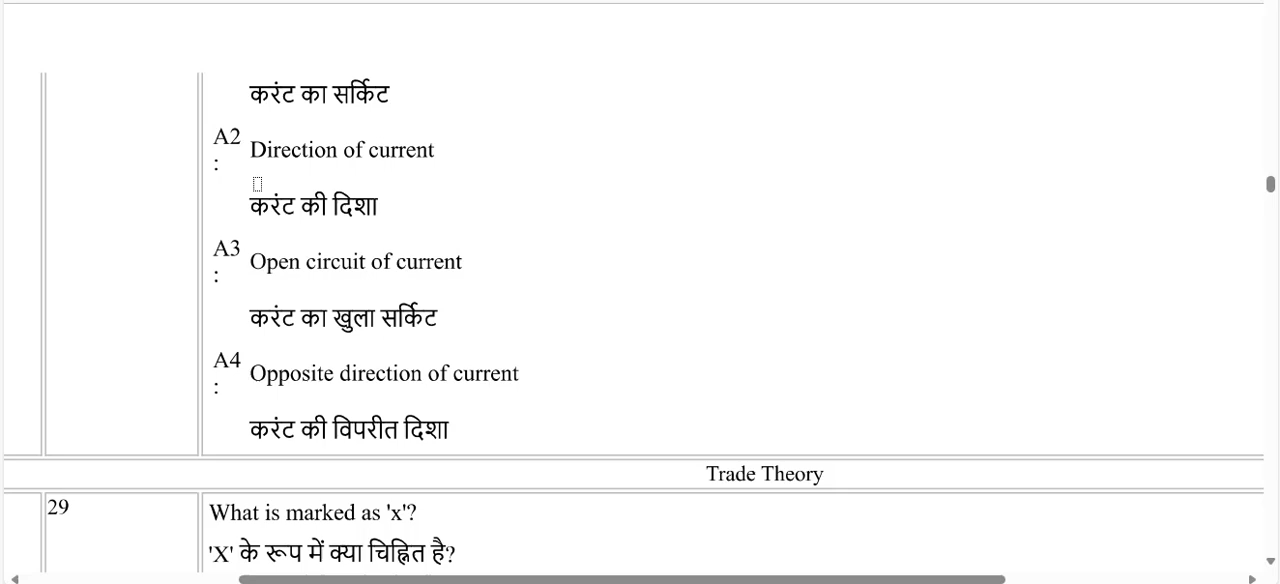 करंट का सर्किट
A2
:
Direction of current
करंट की दिशा
A3
:
Open circuit of current
करंट का खुला सर्किट
A4
:
Opposite direction of current
करंट की विपरीत दिशा
Trade Theory
29
What is marked as 'x'?
'X' के रूप में क्या चिह्नित है?